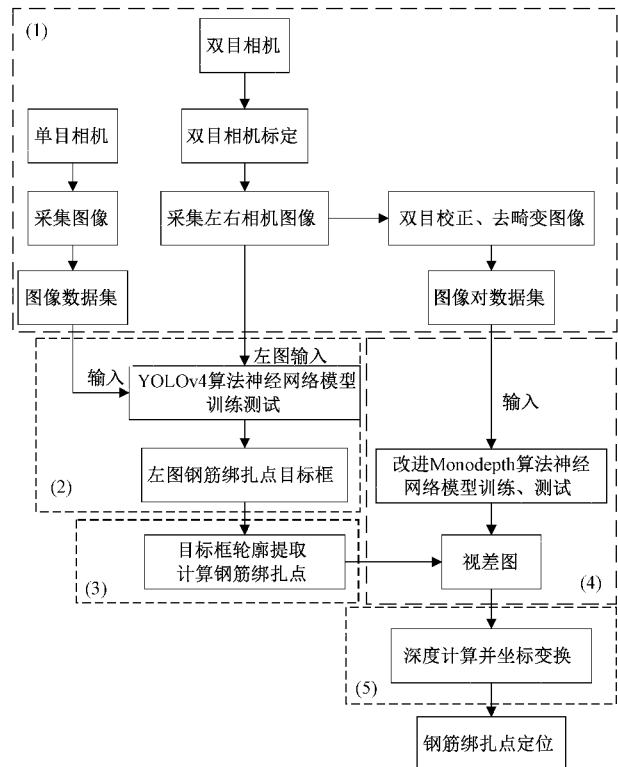 (1)
双目相机
单目相机
双目相机标定
采集图像
采集左右相机图像
双目校正、去畸变图像
图像数据集
图像对数据集
左图输入
输入
YOLOv4算法神经网络模型
训练测试
输入
(2)
左图钢筋绑扎点目标框
改进Monodepth算法神经
网络模型训练、测试
目标框轮廓提取
计算钢筋绑扎点
(3)
视差图
(4)
深度计算并坐标变换
(5)
钢筋绑扎点定位